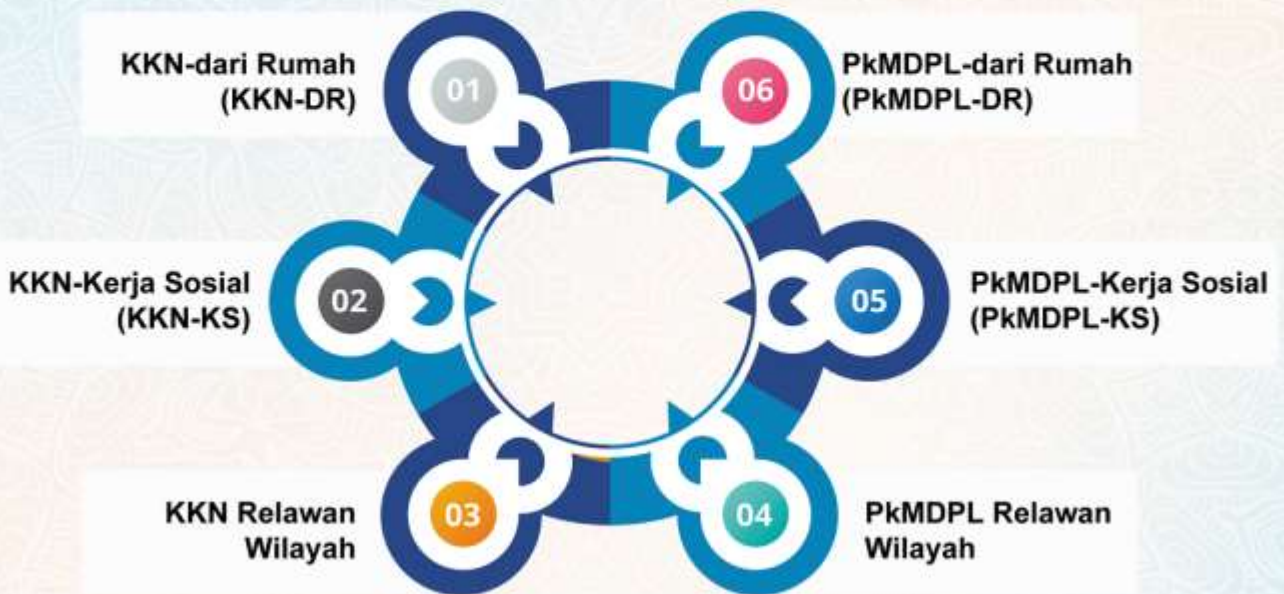 01
KKN-dari Rumah
(KKN-DR)
02
KKN-Kerja Sosial
(KKN-KS)
03
KKN Relawan
Wilayah
04
PkMDPL Relawan
Wilayah
05
PkMDPL-Kerja Sosial
(PkMDPL-KS)
06
PkMDPL-dari Rumah
(PkMDPL-DR)